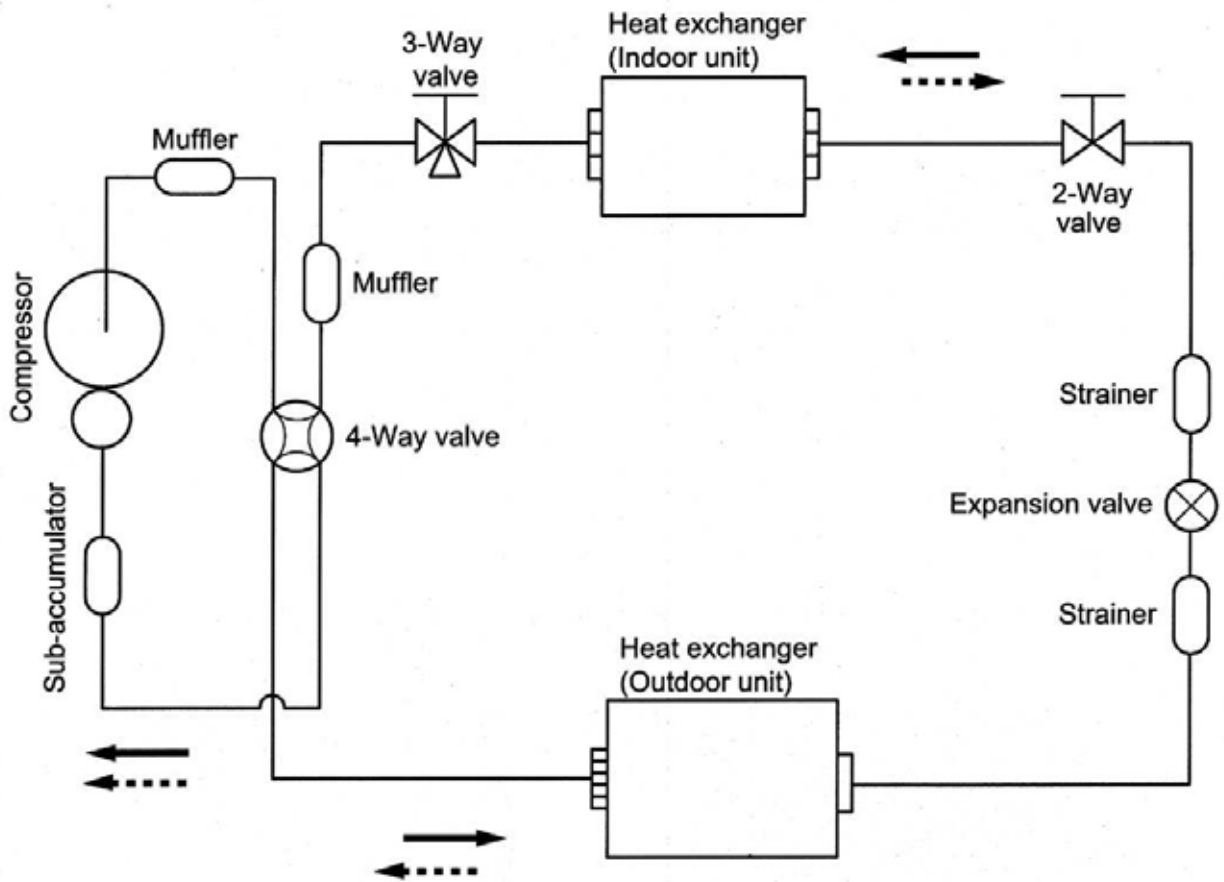 Heat exchanger
(Indoor unit)
3-Way
valve
Muffler
2-Way
valve
Muffler
Compressor
Strainer
4-Way valve
Expansion valve
Sub-accumulator
Strainer
Heat exchanger
(Outdoor unit)